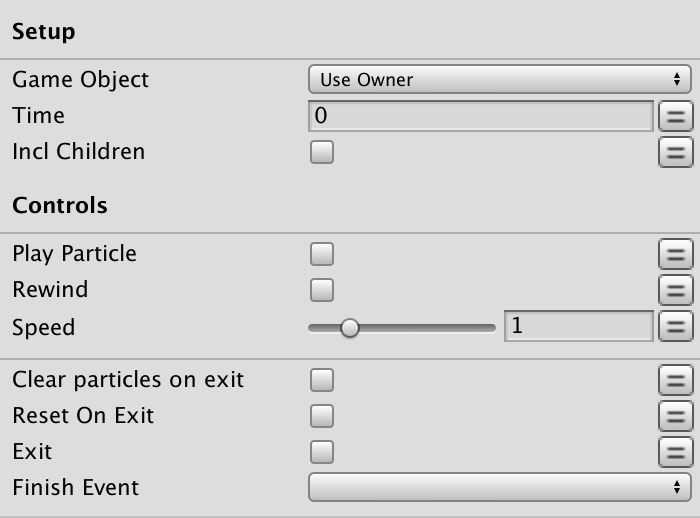 Setup
Game Object Use Owner
Time 0
Incl Children
Controls
Play Particle
Rewind
Speed 1
Clear particles on exit
Reset On Exit
Exit
Finish Event